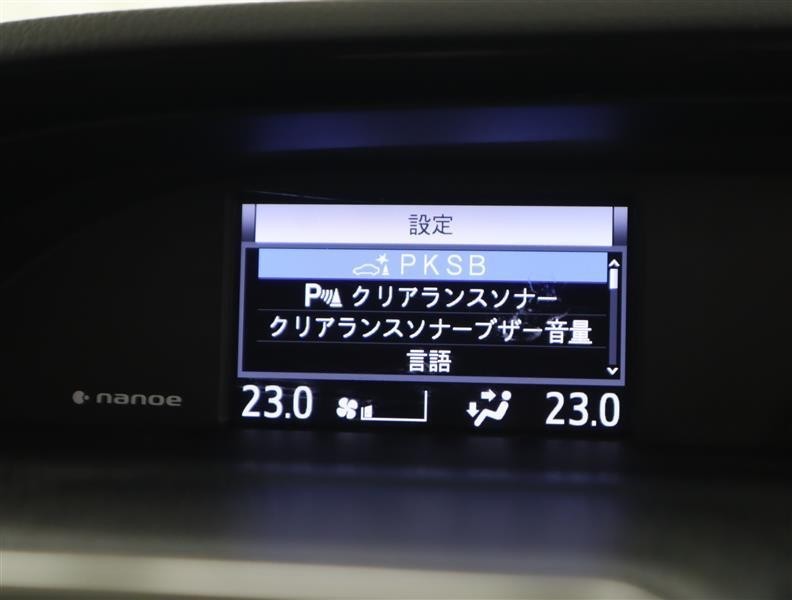 設定
PKSB
P クリアランスソナー
クリアランスソナーブザー音量
言語
nanoe
23.0 23.0